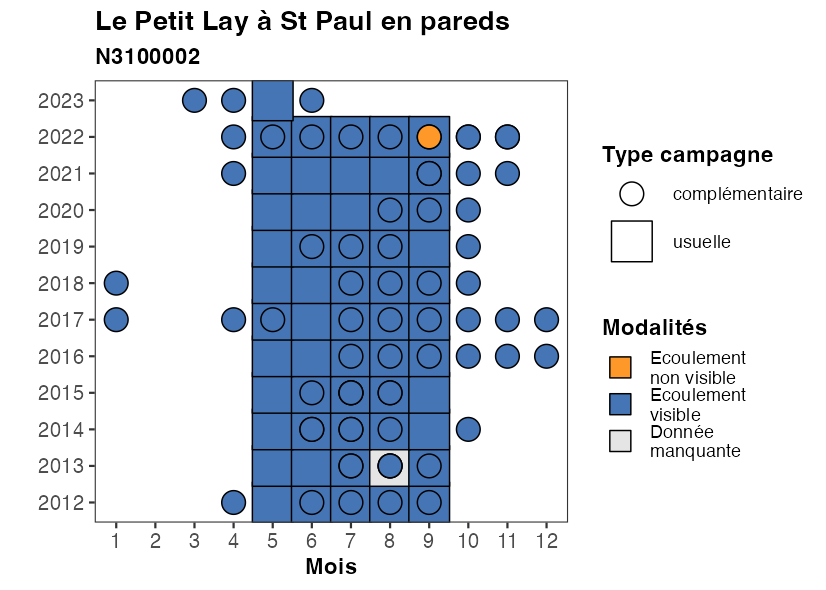 Le Petit Lay à St Paul en pareds
N3100002
2023
2022
2021
2020
2019
2018
2017
2016
2015
2014
2013
2012
1 2 3 4 5 6 7 8 9 10 11 12
Mois
Type campagne
complémentaire
usuelle
Modalités
Ecoulement
non visible
Ecoulement
visible
Donnée
manquante